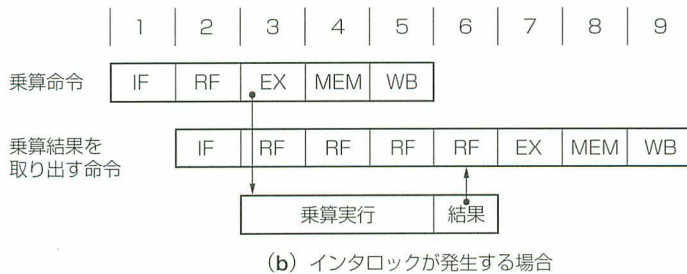 1 2 3 4 5 6 7 8 9
乗算命令 IF RF EX MEM WB
乗算結果を
取り出す命令 IF RF RF RF RF EX MEM WB
乗算実行 結果
(b) インタロックが発生する場合